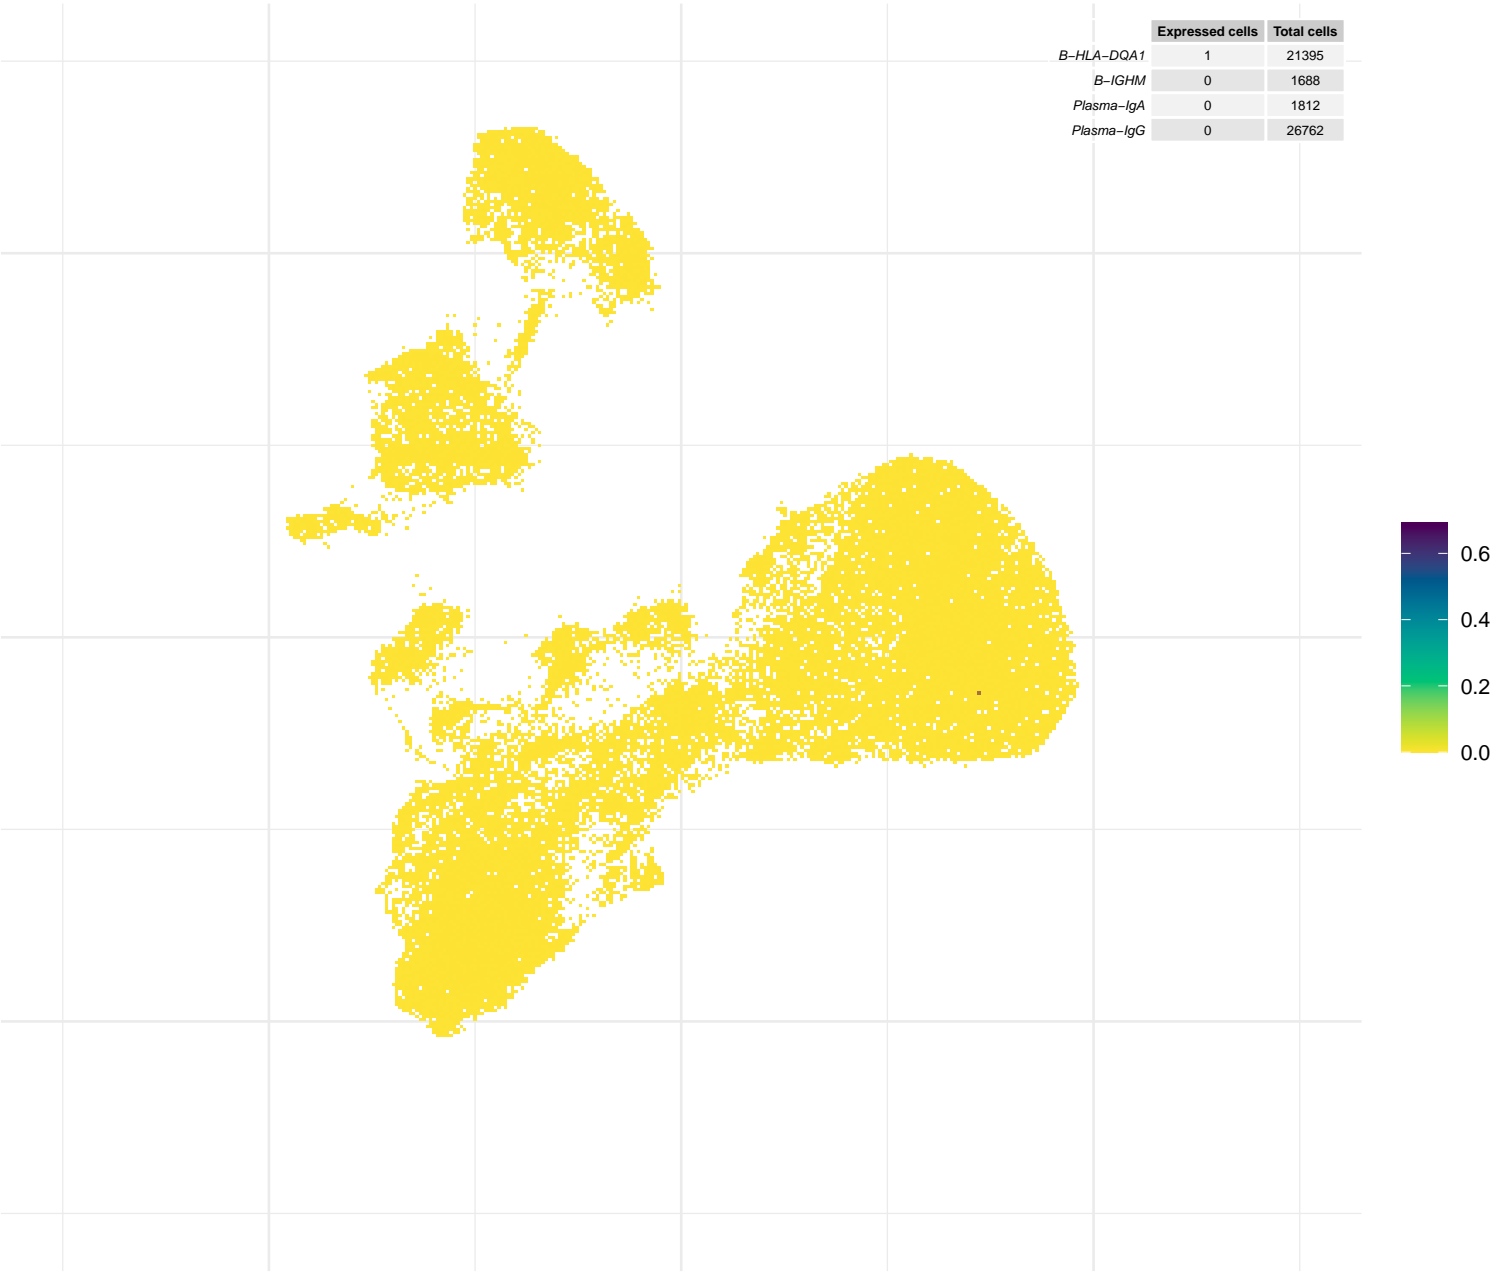 Expressed cells Total cells
B−HLA−DQA1 1 21395
B−IGHM 0 1688
Plasma−IgA 0 1812
Plasma−IgG 0 26762
0.6
0.4
0.2
0.0